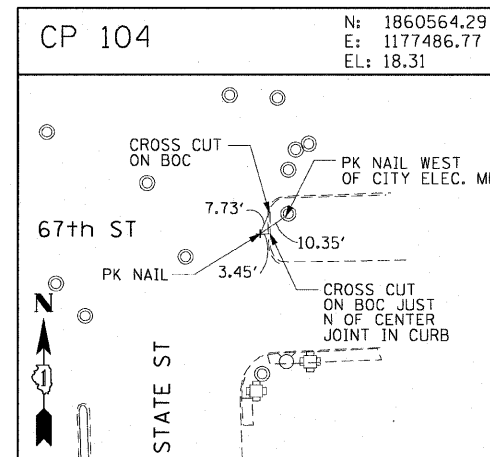 CP 104
N: 1860564.29
E: 1177486.77
EL: 18.31
CROSS CUT
ON BOC
PK NAIL WEST
OF CITY ELEC.
7.73'
67th ST
10.35'
PK NAIL
3.45'
CROSS CUT
ON BOC JUST
N OF CENTER
JOINT IN CURB
N
1
STATE ST